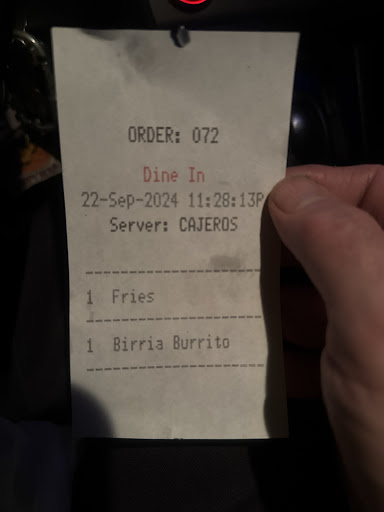 ORDER: 072
Dine In
22-Sep-2024 11:28:13P
Server: CAJEROS
1 Fries
1 Birria Burrito